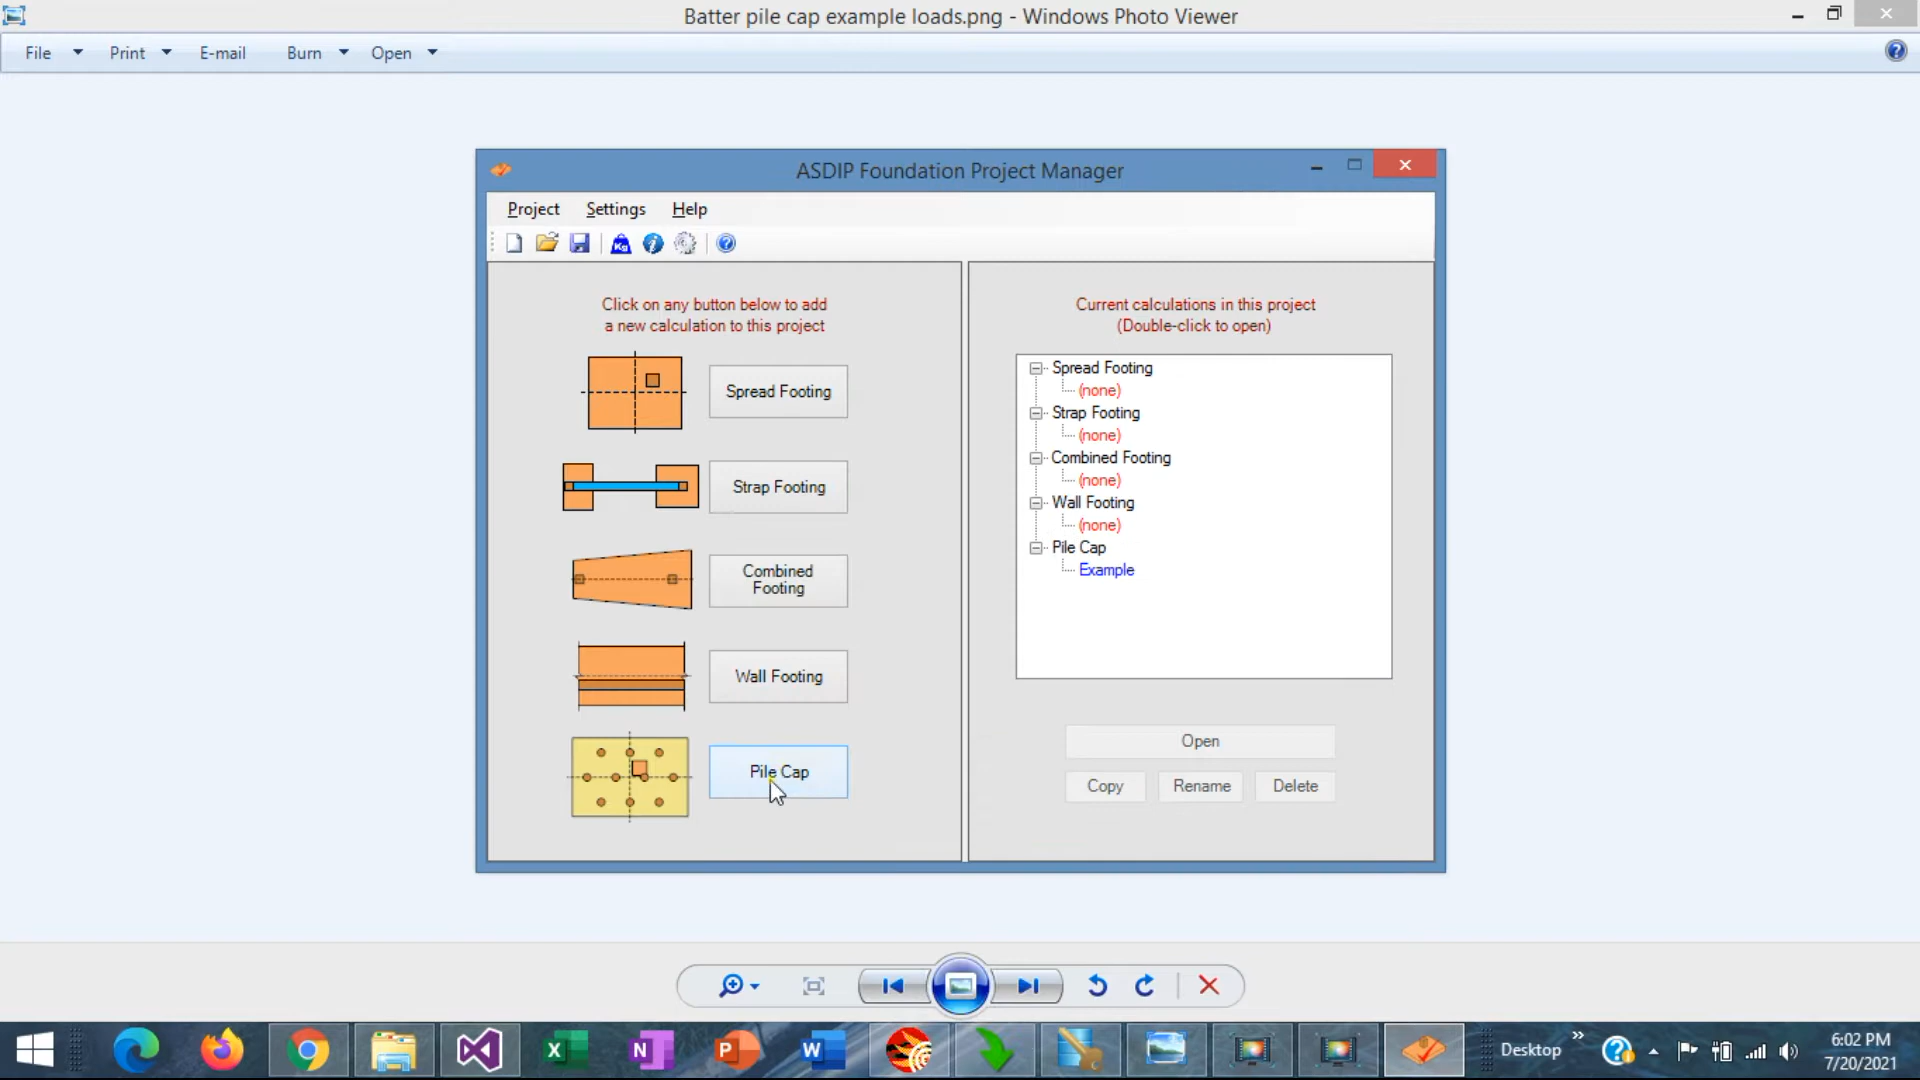 Batter pile cap example loads.png - Windows Photo Viewer
File Print E-mail Burn Open
ASDIP Foundation Project Manager
Project Settings Help
Kg
Click on any button below to add
a new calculation to this project
Spread Footing
Strap Footing
Combined
Footing
Wall Footing
Pile Cap
Current calculations in this project
(Double-click to open)
Spread Footing
(none)
Strap Footing
(none)
Combined Footing
(none)
Wall Footing
(none)
Pile Cap
Example
Open
Copy Rename Delete
Desktop
6:02 PM
7/20/2021